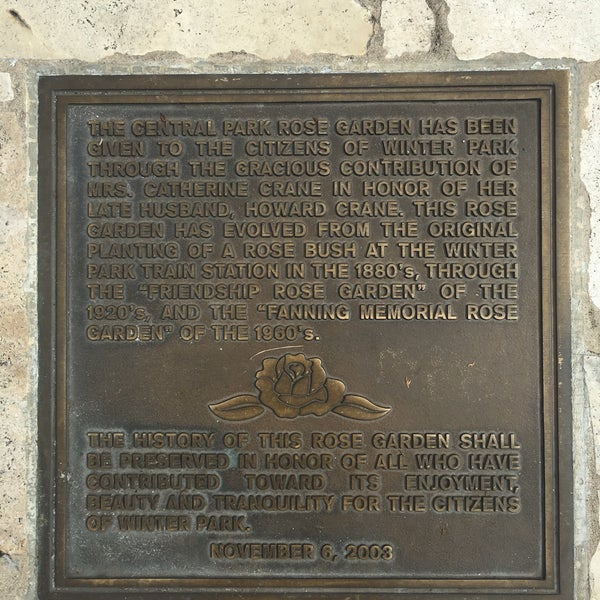 THE CENTRAL PARK ROSE GARDEN HAS BEEN
GIVEN TO THE CITIZENS OF WINTER PARK
THROUGH THE GRACIOUS CONTRIBUTION OF
MRS. CATHERINE CRANE IN HONOR OF HER
LATE HUSBAND, HOWARD CRANE. THIS ROSE
GARDEN HAS EVOLVED FROM THE ORIGINAL
PLANTING OF A ROSE BUSH AT THE WINTER
PARK TRAIN STATION IN THE 1880's, THROUGH
THE "FRIENDSHIP ROSE GARDEN" OF THE
1920's, AND THE "FANNING MEMORIAL ROSE
GARDEN" OF THE 1960's.
THE HISTORY OF THIS ROSE GARDEN SHALL
BE PRESERVED IN HONOR OF ALL WHO HAVE
CONTRIBUTED TOWARD ITS ENJOYMENT,
BEAUTY AND TRANQUILITY FOR THE CITIZENS
OF WINTER PARK.
NOVEMBER 6, 2003